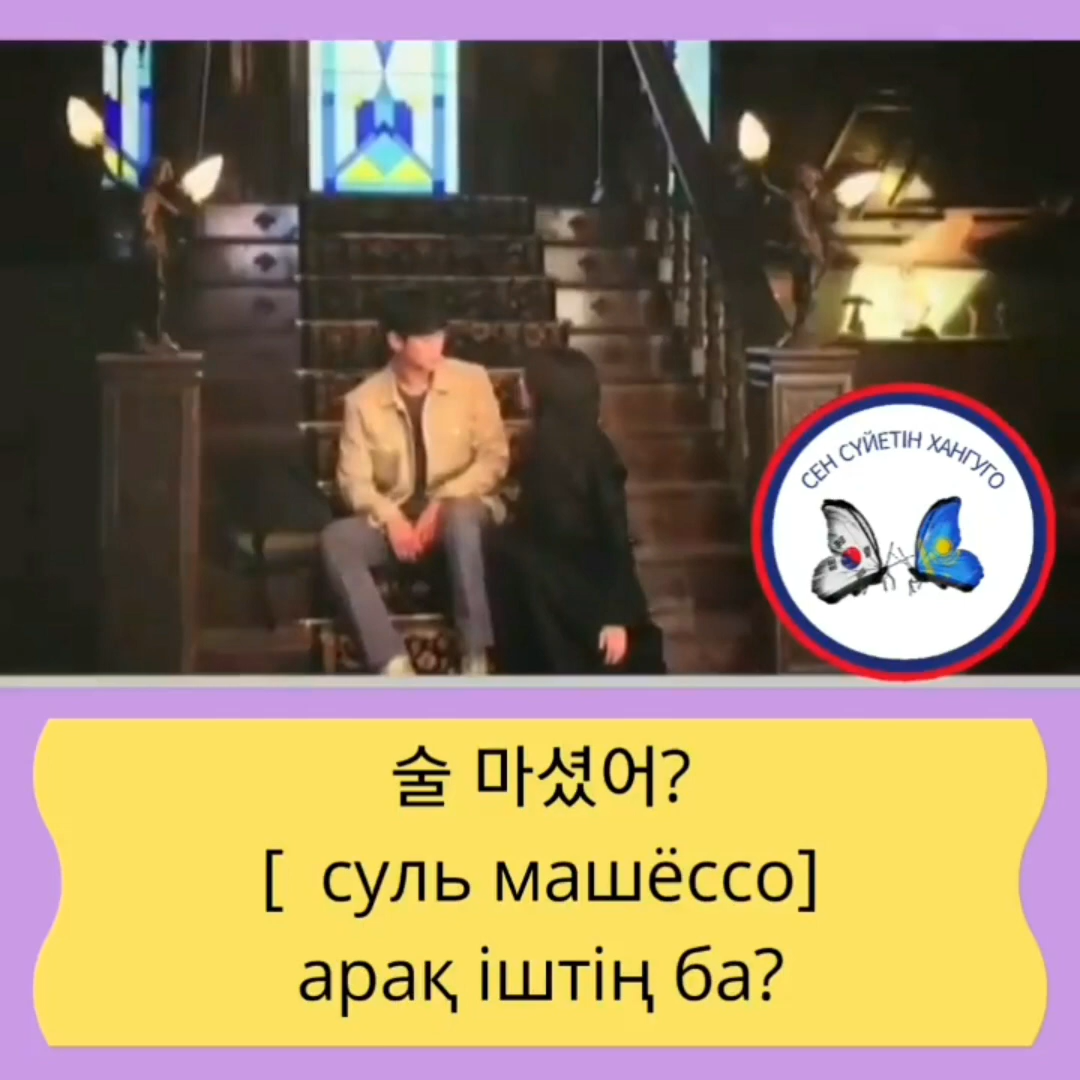 СЕН СҮЙЕТІН ХАНГУГО
술 마셨어?
[ суль машёссо]
арақ іштің ба?